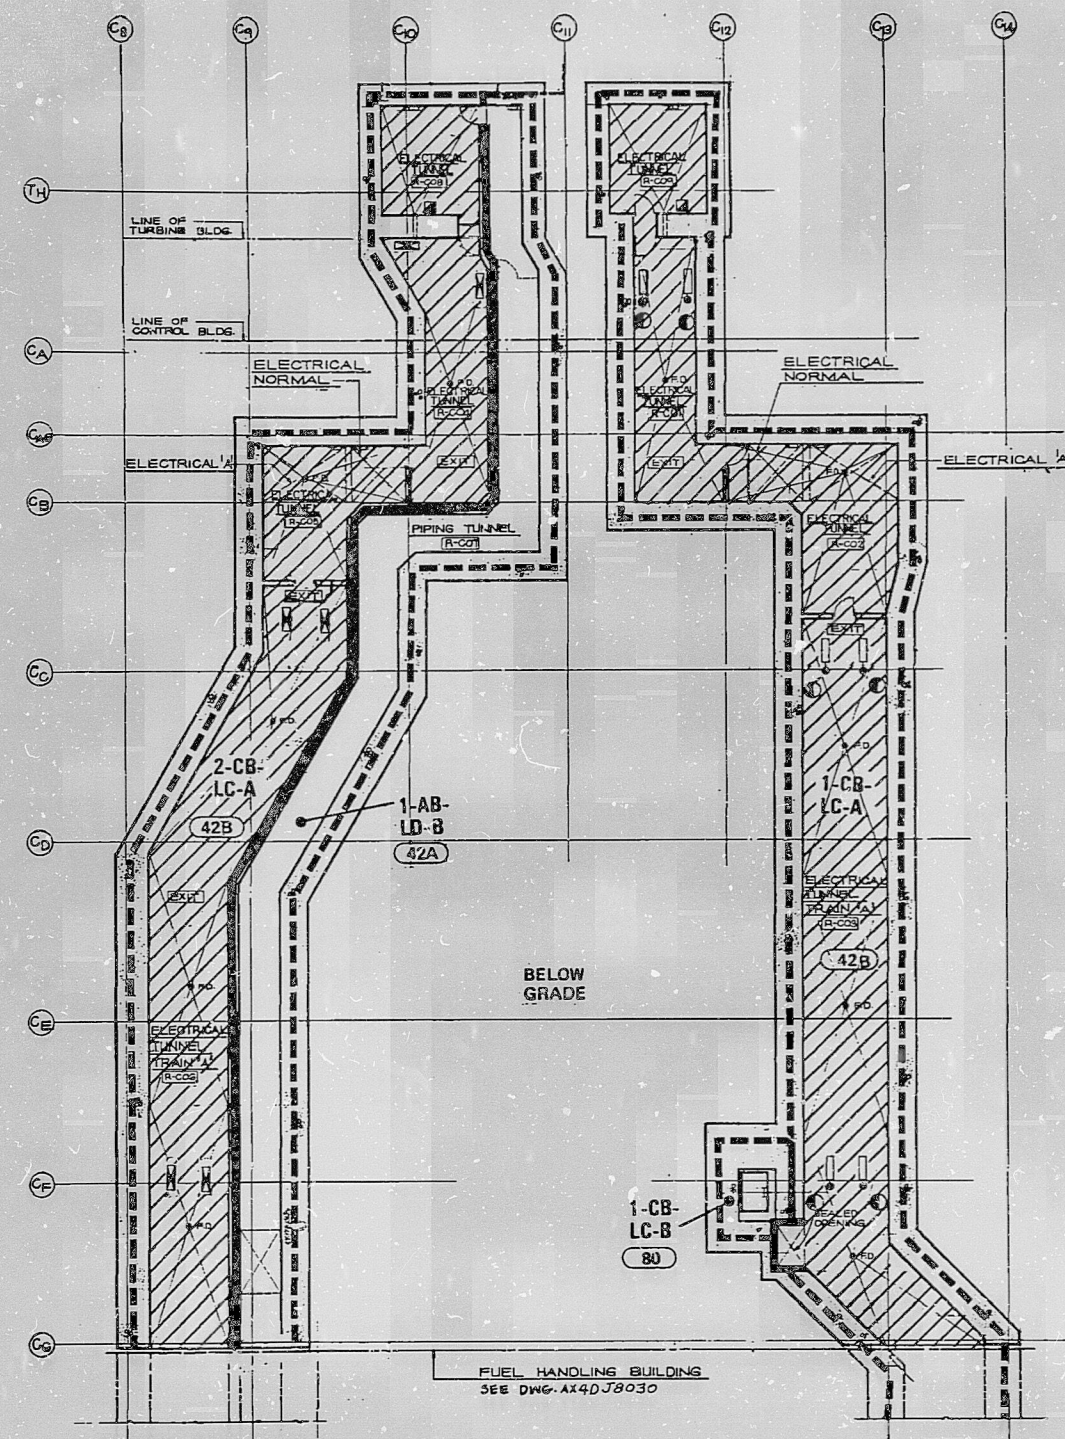 C8
C9
C10
C11
C12
C13
C14
TH
LINE OF
TURBINE BLDG.
ELECTRICAL
TUNNEL
R-C08
ELECTRICAL
TUNNEL
R-C09
LINE OF
CONTROL BLDG.
CA
ELECTRICAL
NORMAL
ELECTRICAL
NORMAL
F.D.
ELECTRICAL
TUNNEL
F.D.
ELECTRICAL
TUNNEL
ELECTRICAL 'A'
EXIT
EXIT
ELECTRICAL 'A
CB
ELECTRICAL
TUNNEL
R-C05
PIPING TUNNEL
R-C07
ELECTRICAL
TUNNEL
R-C02
EXIT
EXIT
CC
F.D.
F.D.
2-CB-
LC-A
42B
1-AB-
LD-B
42A
1-CB-
LC-A
CD
EXIT
ELECTRICAL
TUNNEL
TRAIN 'A'
R-C03
42B
BELOW
GRADE
F.D.
F.D.
CE
ELECTRICAL
TUNNEL
TRAIN 'A'
R-C06
CF
1-CB-
LC-B
80
SEALED
OPENING
F.D.
F.D.
CG
FUEL HANDLING BUILDING
SEE DWG. AX4DJ8030